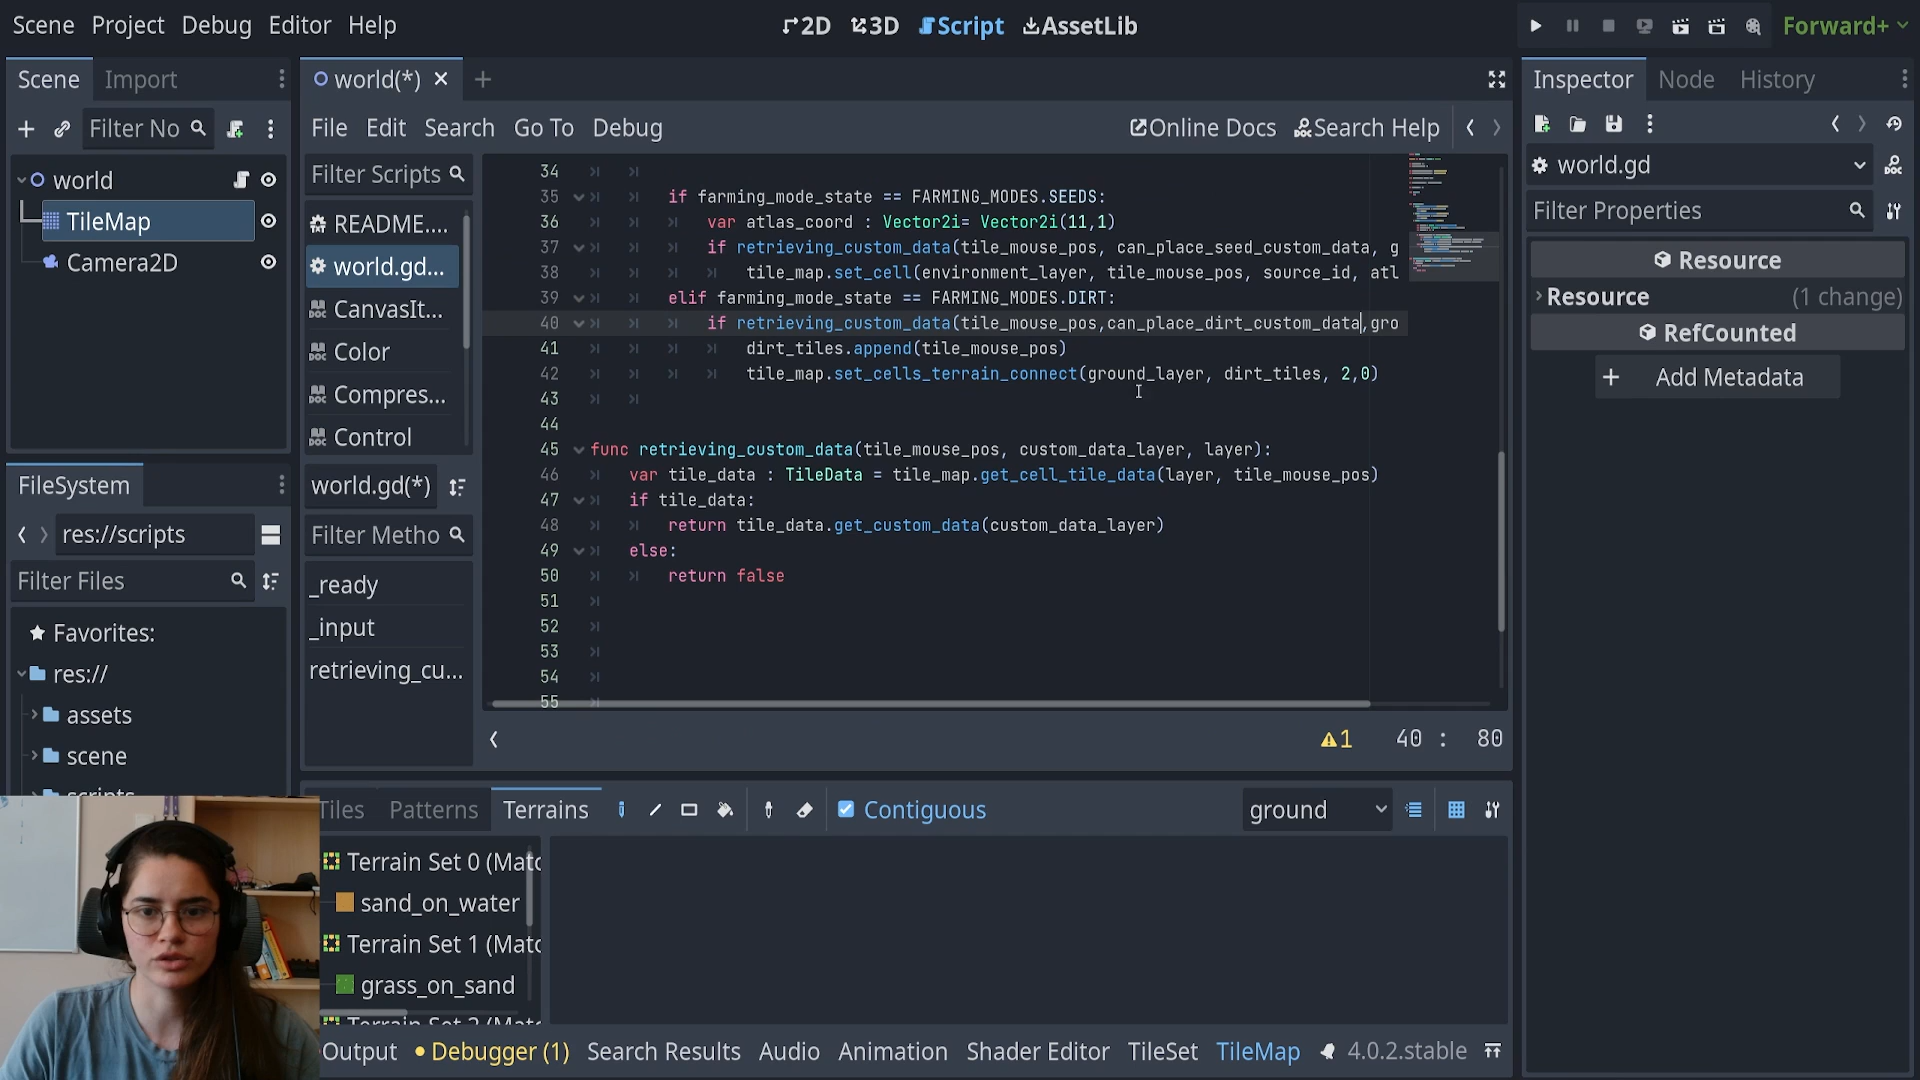 Scene Project Debug Editor Help
2D 3D Script AssetLib
Forward+
Scene Import
world(*)
Inspector Node History
Filter No
File Edit Search Go To Debug
Online Docs Search Help
world
TileMap
Camera2D
Filter Scripts
README....
world.gd...
CanvasIt...
Color
Compres...
Control
world.gd(*)
Filter Metho
_ready
_input
retrieving_cu...
34
35 if farming_mode_state == FARMING_MODES.SEEDS:
36 var atlas_coord : Vector2i= Vector2i(11,1)
37 if retrieving_custom_data(tile_mouse_pos, can_place_seed_custom_data, g
38 tile_map.set_cell(environment_layer, tile_mouse_pos, source_id, atl
39 elif farming_mode_state == FARMING_MODES.DIRT:
40 if retrieving_custom_data(tile_mouse_pos,can_place_dirt_custom_data,gro
41 dirt_tiles.append(tile_mouse_pos)
42 tile_map.set_cells_terrain_connect(ground_layer, dirt_tiles, 2,0)
43
44
45 func retrieving_custom_data(tile_mouse_pos, custom_data_layer, layer):
46 var tile_data : TileData = tile_map.get_cell_tile_data(layer, tile_mouse_pos)
47 if tile_data:
48 return tile_data.get_custom_data(custom_data_layer)
49 else:
50 return false
51
52
53
54
55
1 40 : 80
world.gd
Filter Properties
Resource
Resource (1 change)
RefCounted
Add Metadata
FileSystem
res://scripts
Filter Files
Favorites:
res://
assets
scene
scripts
Tiles Patterns Terrains Contiguous ground
Terrain Set 0 (Matc
sand_on_water
Terrain Set 1 (Matc
grass_on_sand
Terrain Set 2 (Matc
Output Debugger (1) Search Results Audio Animation Shader Editor TileSet TileMap 4.0.2.stable